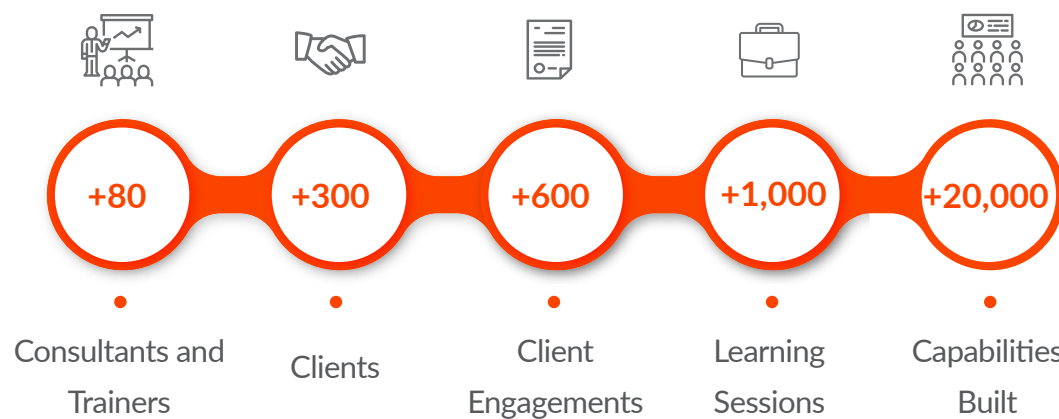 +80
+300
+600
+1,000
+20,000
Consultants and
Trainers
Clients
Client
Engagements
Learning
Sessions
Capabilities
Built